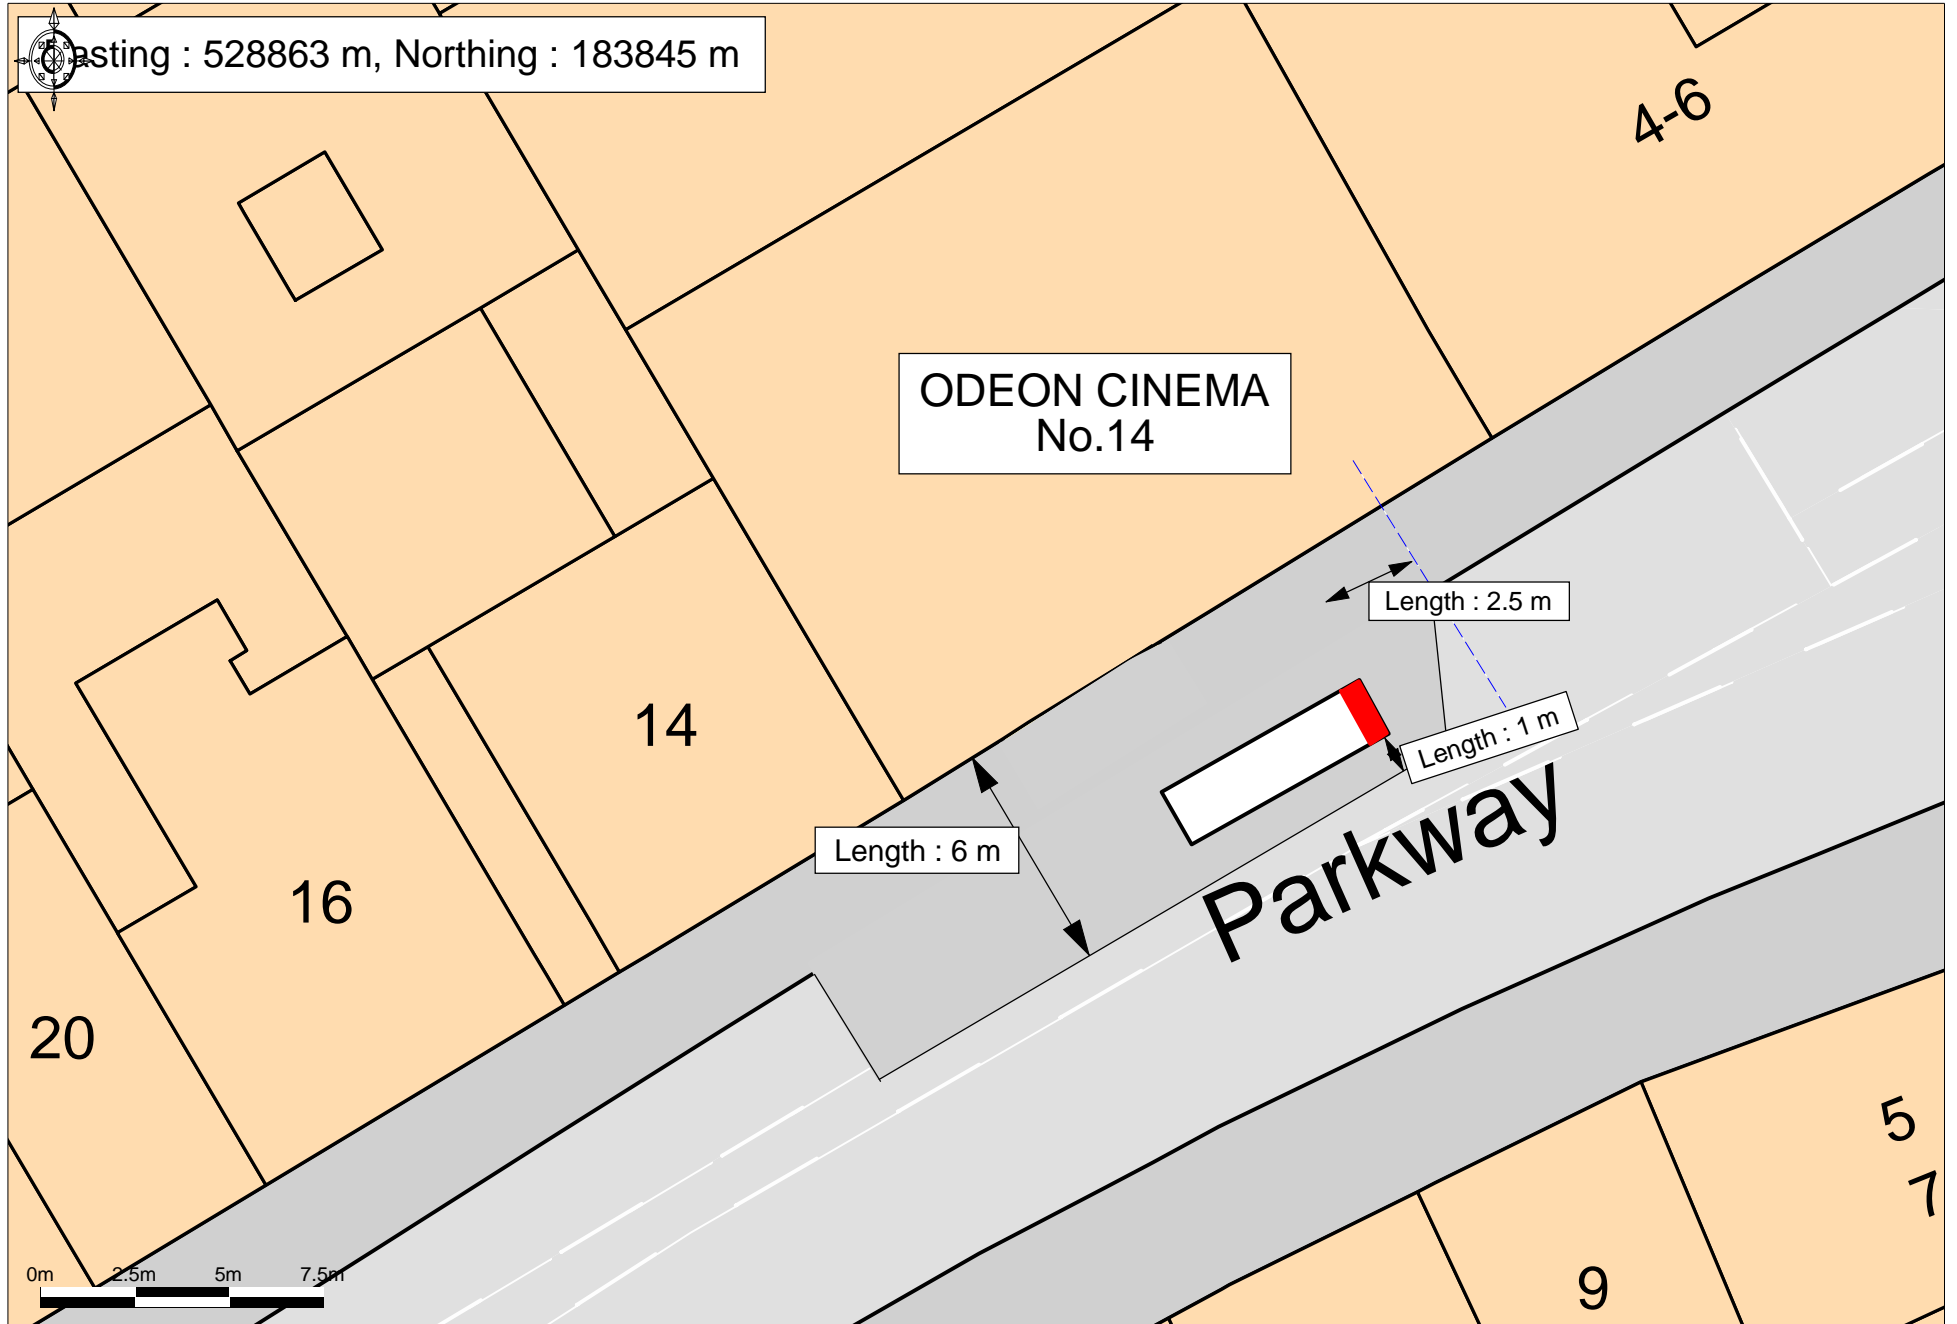 Easting : 528863 m, Northing : 183845 m
4-6
ODEON CINEMA
No.14
Length : 2.5 m
14
Length : 1 m
Length : 6 m
Parkway
16
20
5
7
9
0m 2.5m 5m 7.5m